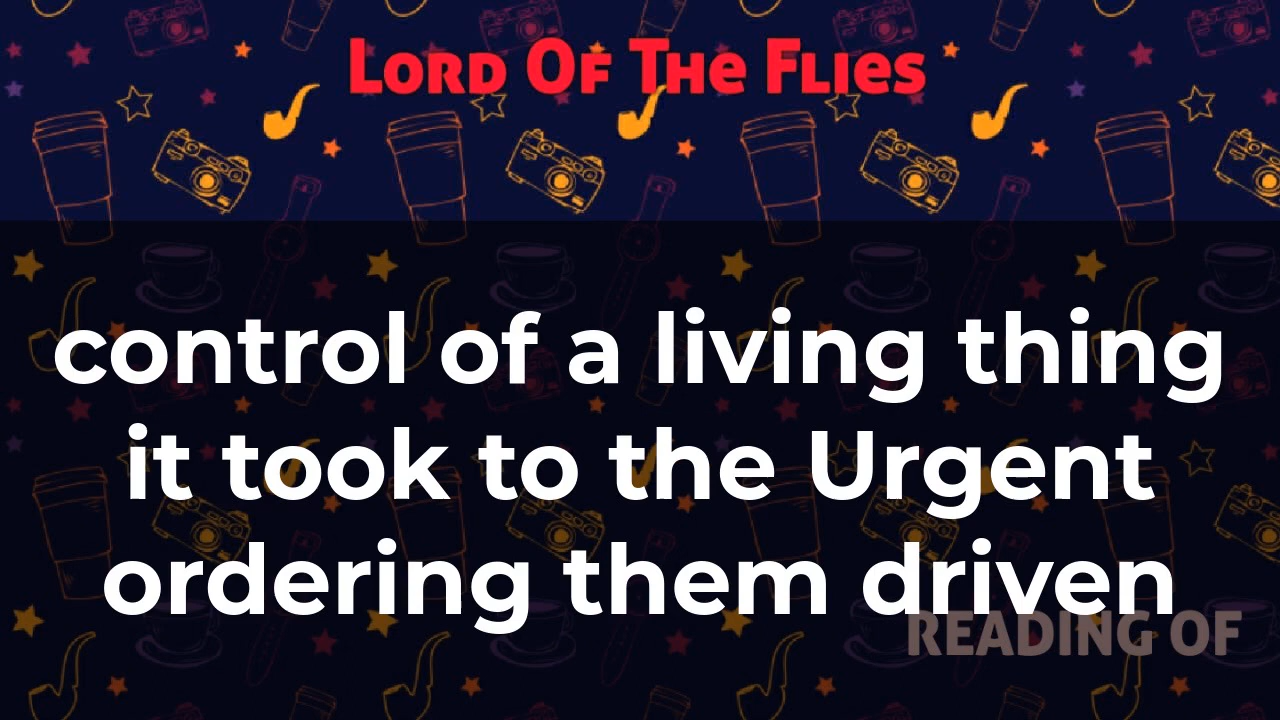 Lord Of The Flies
control of a living thing
it took to the Urgent
ordering them driven
READING OF